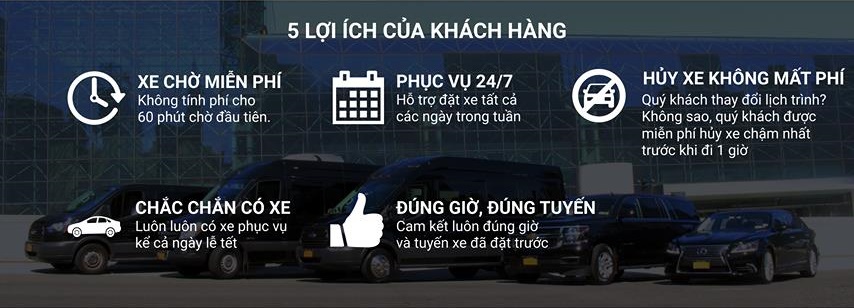 5 LỢI ÍCH CỦA KHÁCH HÀNG
XE CHỜ MIỄN PHÍ
Không tính phí cho
60 phút chờ đầu tiên.
PHỤC VỤ 24/7
Hỗ trợ đặt xe tất cả
các ngày trong tuần
HỦY XE KHÔNG MẤT PHÍ
Quý khách thay đổi lịch trình?
Không sao, quý khách được
miễn phí hủy xe chậm nhất
trước khi đi 1 giờ
CHẮC CHẮN CÓ XE
Luôn luôn có xe phục vụ
kể cả ngày lễ tết
ĐÚNG GIỜ, ĐÚNG TUYẾN
Cam kết luôn đúng giờ
và tuyến xe đã đặt trước